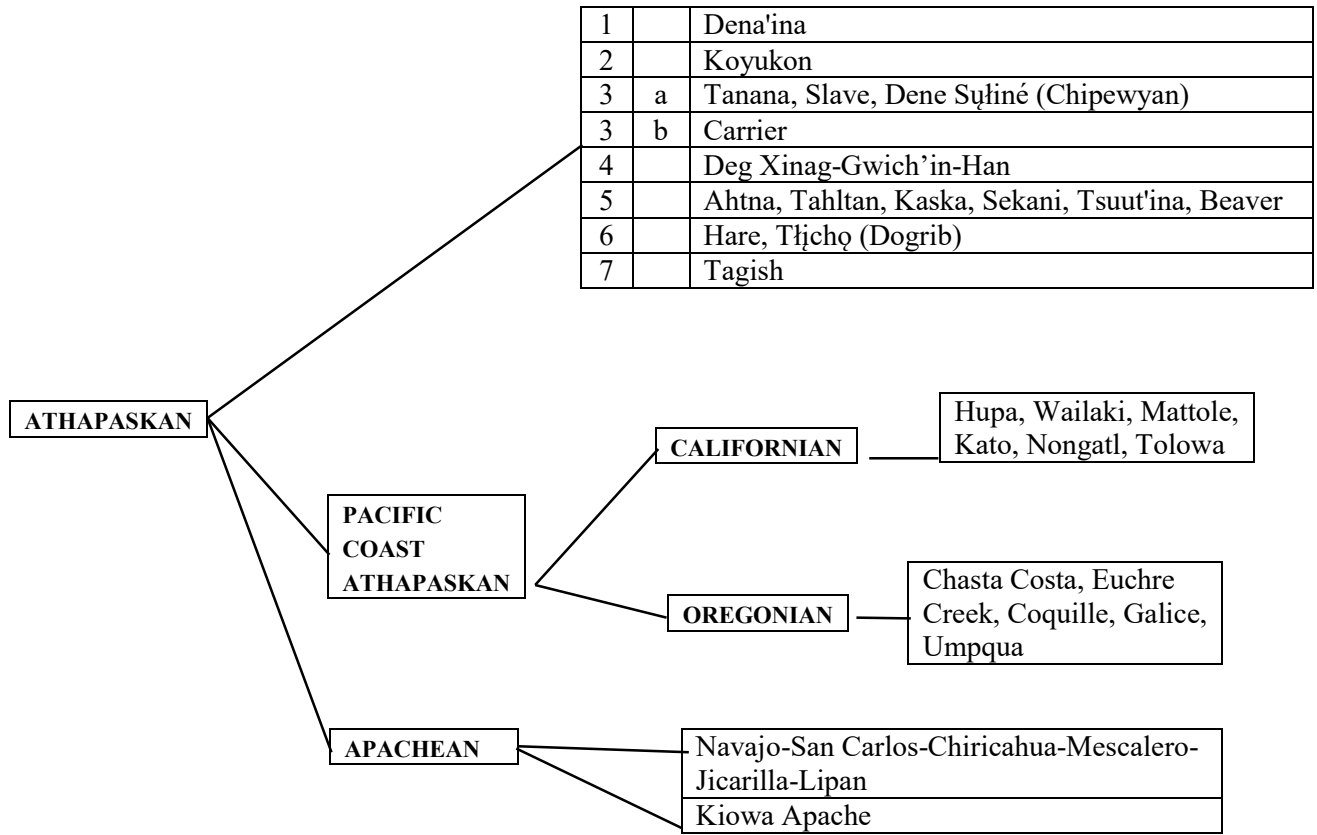 1 Dena'ina
2 Koyukon
3 a Tanana, Slave, Dene Sųłiné (Chipewyan)
3 b Carrier
4 Deg Xinag-Gwich’in-Han
5 Ahtna, Tahltan, Kaska, Sekani, Tsuut'ina, Beaver
6 Hare, Tłįchǫ (Dogrib)
7 Tagish
ATHAPASKAN
PACIFIC
COAST
ATHAPASKAN
CALIFORNIAN
Hupa, Wailaki, Mattole,
Kato, Nongatl, Tolowa
OREGONIAN
Chasta Costa, Euchre
Creek, Coquille, Galice,
Umpqua
APACHEAN
Navajo-San Carlos-Chiricahua-Mescalero-
Jicarilla-Lipan
Kiowa Apache